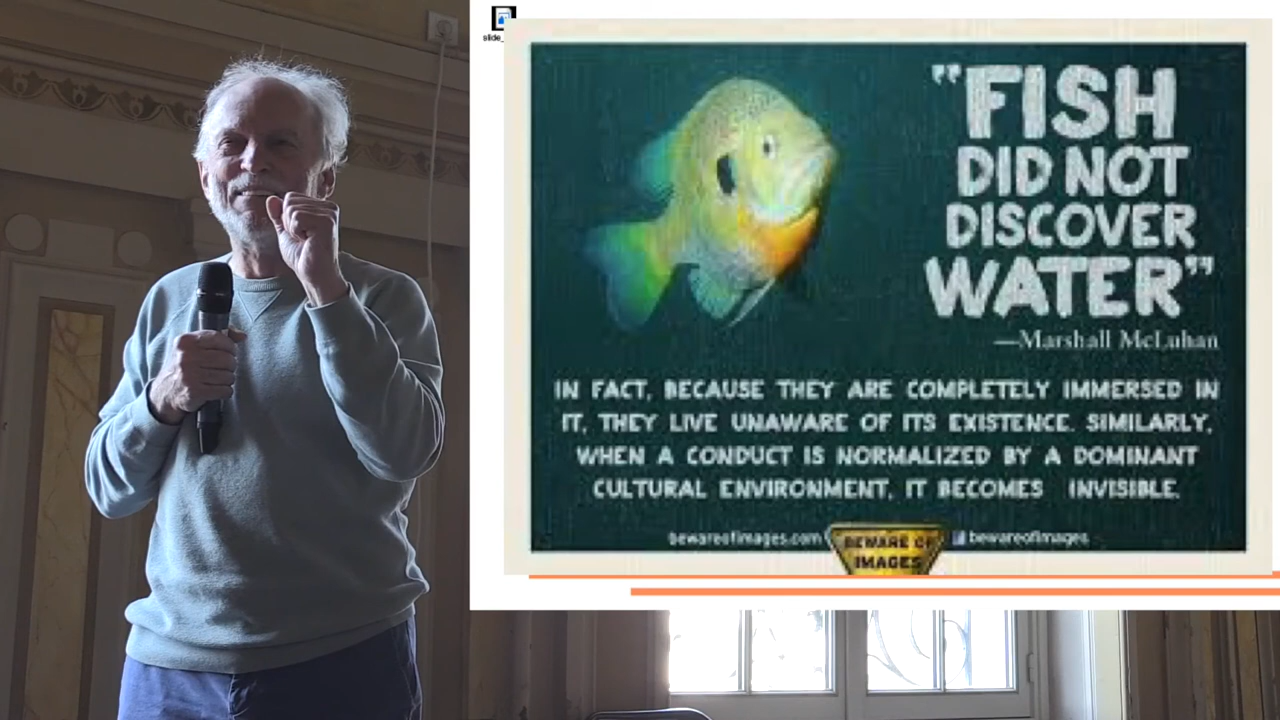 slide_
"FISH
DID NOT
DISCOVER
WATER"
—Marshall McLuhan
IN FACT, BECAUSE THEY ARE COMPLETELY IMMERSED IN
IT, THEY LIVE UNAWARE OF ITS EXISTENCE. SIMILARLY,
WHEN A CONDUCT IS NORMALIZED BY A DOMINANT
CULTURAL ENVIRONMENT, IT BECOMES INVISIBLE.
bewareofimages.com
BEWARE OF
IMAGES
bewareofimages